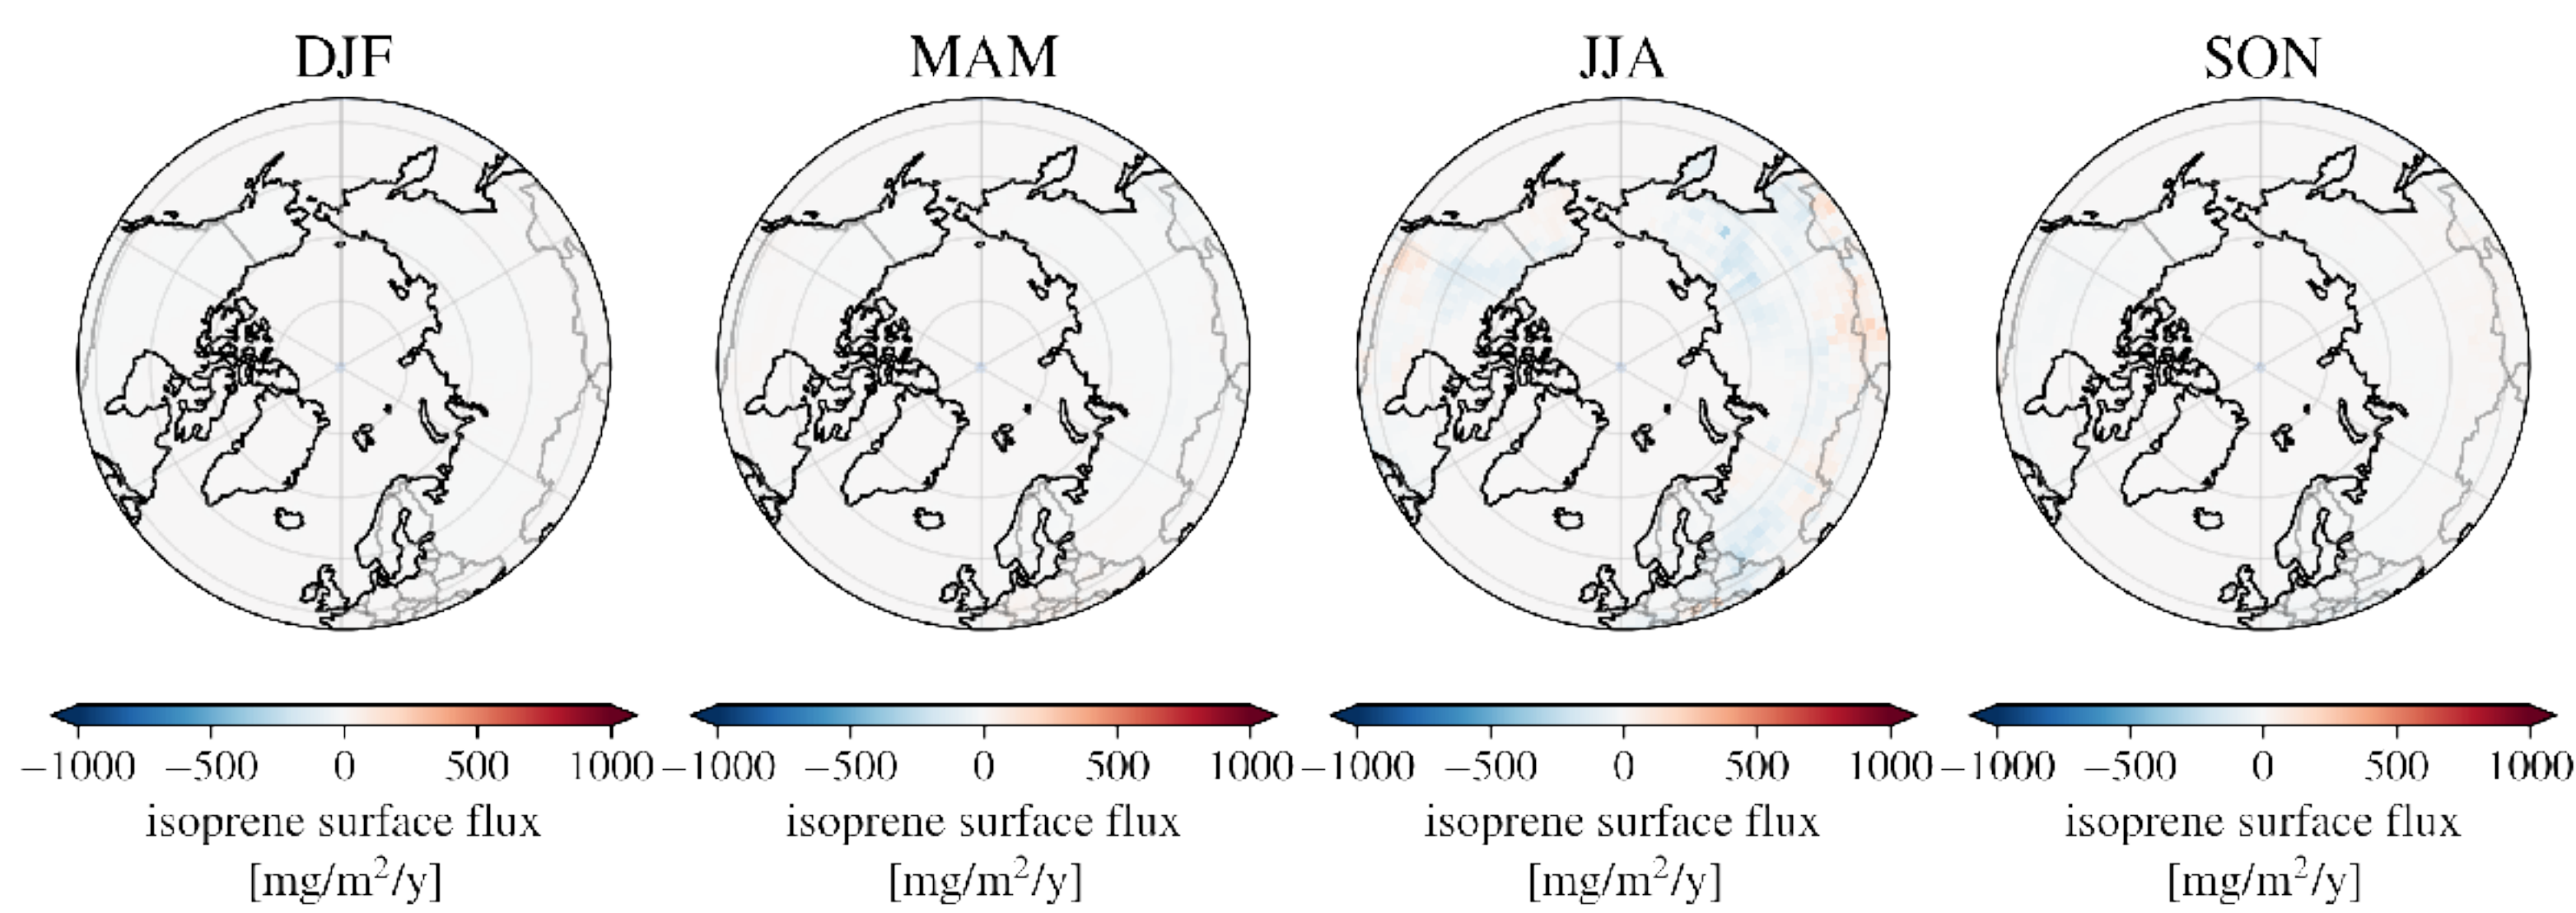 DJF MAM JJA SON
−1000 −500 0 500 1000 −1000 −500 0 500 1000 −1000 −500 0 500 1000 −1000 −500 0 500 1000
isoprene surface flux isoprene surface flux isoprene surface flux isoprene surface flux
[mg/m²/y] [mg/m²/y] [mg/m²/y] [mg/m²/y]